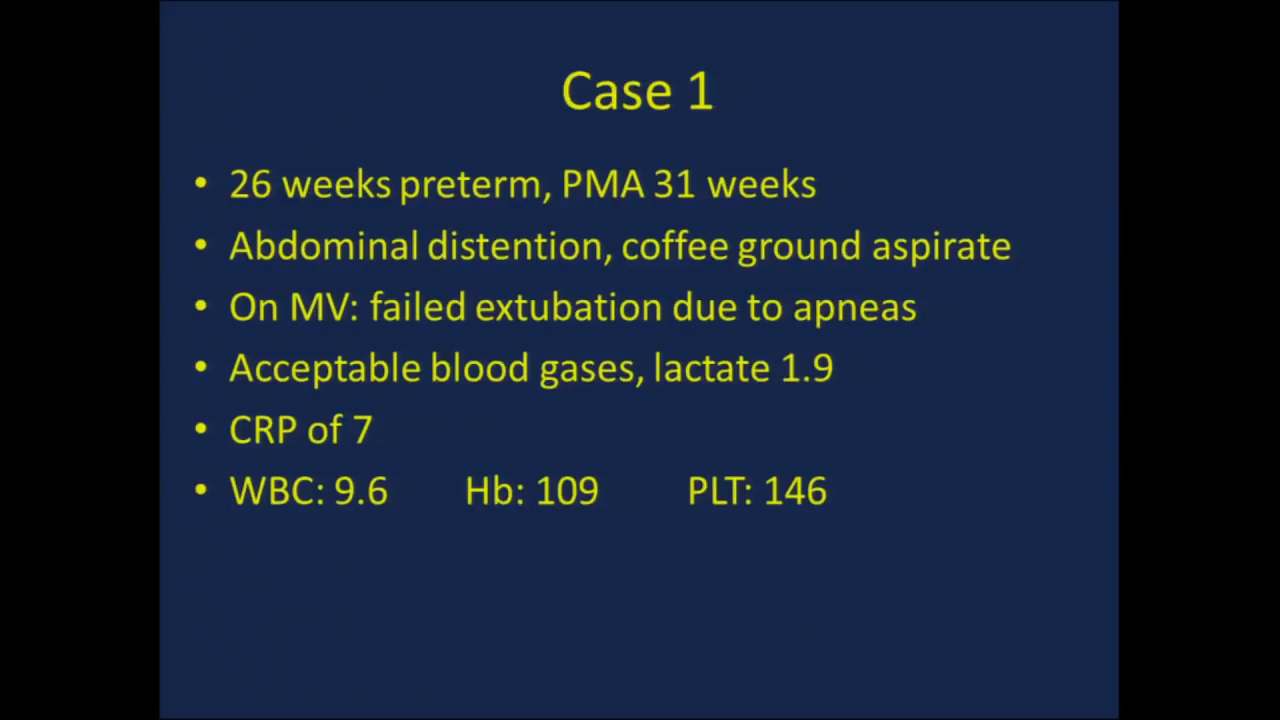 Case 1
• 26 weeks preterm, PMA 31 weeks
• Abdominal distention, coffee ground aspirate
• On MV: failed extubation due to apneas
• Acceptable blood gases, lactate 1.9
• CRP of 7
• WBC: 9.6 Hb: 109 PLT: 146